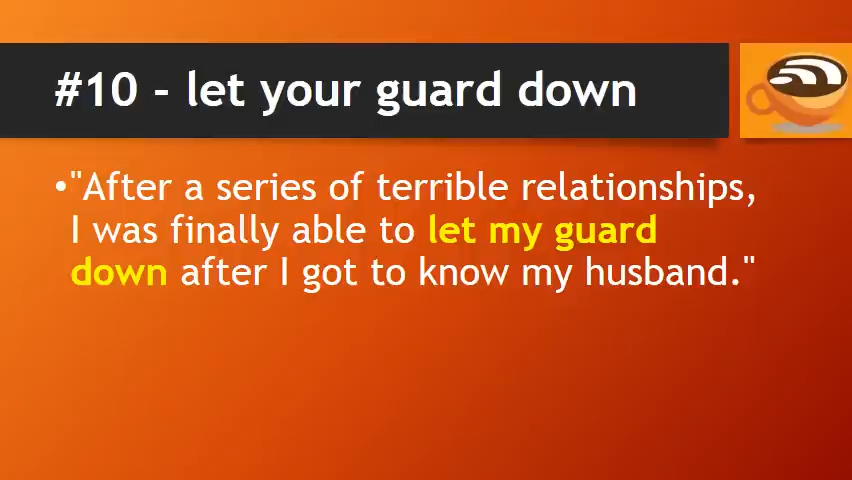 #10 - let your guard down
•"After a series of terrible relationships,
I was finally able to let my guard
down after I got to know my husband."